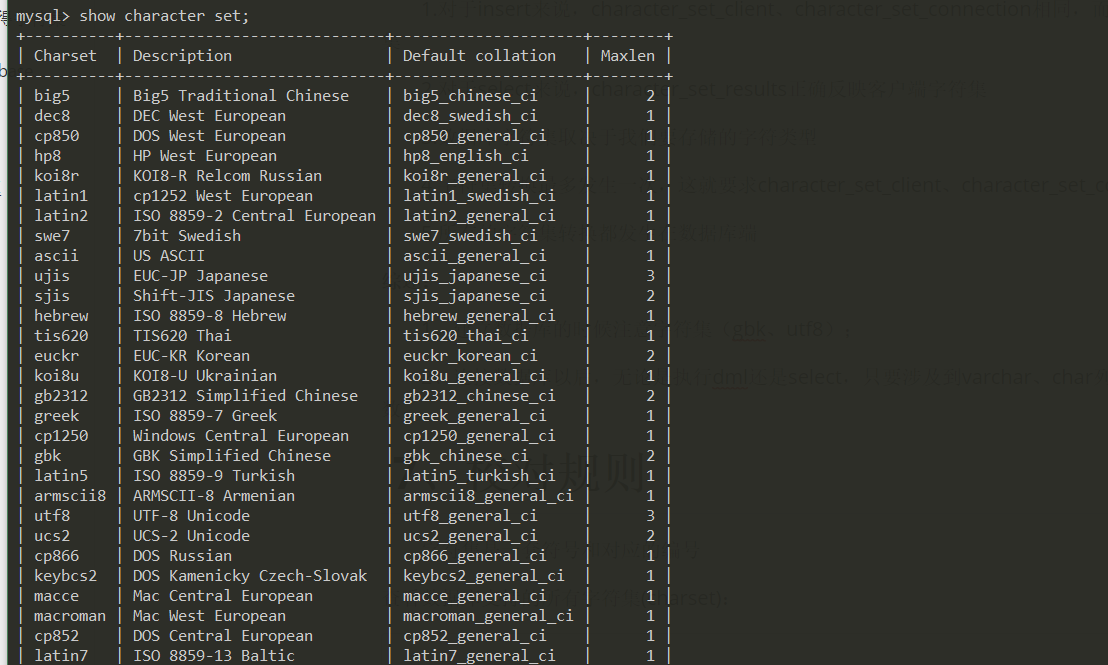 mysql> show character set;
+----------+-----------------------------+---------------------+--------+
| Charset | Description | Default collation | Maxlen |
+----------+-----------------------------+---------------------+--------+
| big5 | Big5 Traditional Chinese | big5_chinese_ci | 2 |
| dec8 | DEC West European | dec8_swedish_ci | 1 |
| cp850 | DOS West European | cp850_general_ci | 1 |
| hp8 | HP West European | hp8_english_ci | 1 |
| koi8r | KOI8-R Relcom Russian | koi8r_general_ci | 1 |
| latin1 | cp1252 West European | latin1_swedish_ci | 1 |
| latin2 | ISO 8859-2 Central European | latin2_general_ci | 1 |
| swe7 | 7bit Swedish | swe7_swedish_ci | 1 |
| ascii | US ASCII | ascii_general_ci | 1 |
| ujis | EUC-JP Japanese | ujis_japanese_ci | 3 |
| sjis | Shift-JIS Japanese | sjis_japanese_ci | 2 |
| hebrew | ISO 8859-8 Hebrew | hebrew_general_ci | 1 |
| tis620 | TIS620 Thai | tis620_thai_ci | 1 |
| euckr | EUC-KR Korean | euckr_korean_ci | 2 |
| koi8u | KOI8-U Ukrainian | koi8u_general_ci | 1 |
| gb2312 | GB2312 Simplified Chinese | gb2312_chinese_ci | 2 |
| greek | ISO 8859-7 Greek | greek_general_ci | 1 |
| cp1250 | Windows Central European | cp1250_general_ci | 1 |
| gbk | GBK Simplified Chinese | gbk_chinese_ci | 2 |
| latin5 | ISO 8859-9 Turkish | latin5_turkish_ci | 1 |
| armscii8 | ARMSCII-8 Armenian | armscii8_general_ci | 1 |
| utf8 | UTF-8 Unicode | utf8_general_ci | 3 |
| ucs2 | UCS-2 Unicode | ucs2_general_ci | 2 |
| cp866 | DOS Russian | cp866_general_ci | 1 |
| keybcs2 | DOS Kamenicky Czech-Slovak | keybcs2_general_ci | 1 |
| macce | Mac Central European | macce_general_ci | 1 |
| macroman | Mac West European | macroman_general_ci | 1 |
| cp852 | DOS Central European | cp852_general_ci | 1 |
| latin7 | ISO 8859-13 Baltic | latin7_general_ci | 1 |